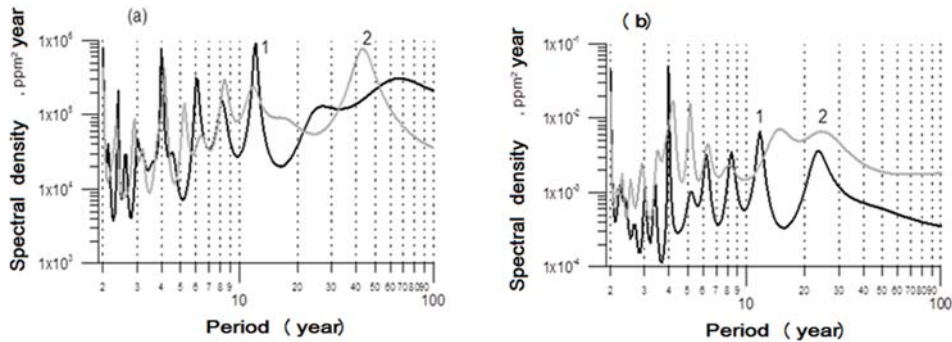 (a)
1
2
1x10⁶
1x10⁵
1x10⁴
1x10³
Spectral density , ppm² year
2 3 4 5 6 7 8 9 10 20 30 40 50 60 70 80 90 100
Period ( year)
( b )
1
2
1x10⁻²
1x10⁻³
1x10⁻⁴
Spectral density , ppm² year
2 3 4 5 6 7 8 9 10 20 30 40 50 60 70 80 90 100
Period ( year)